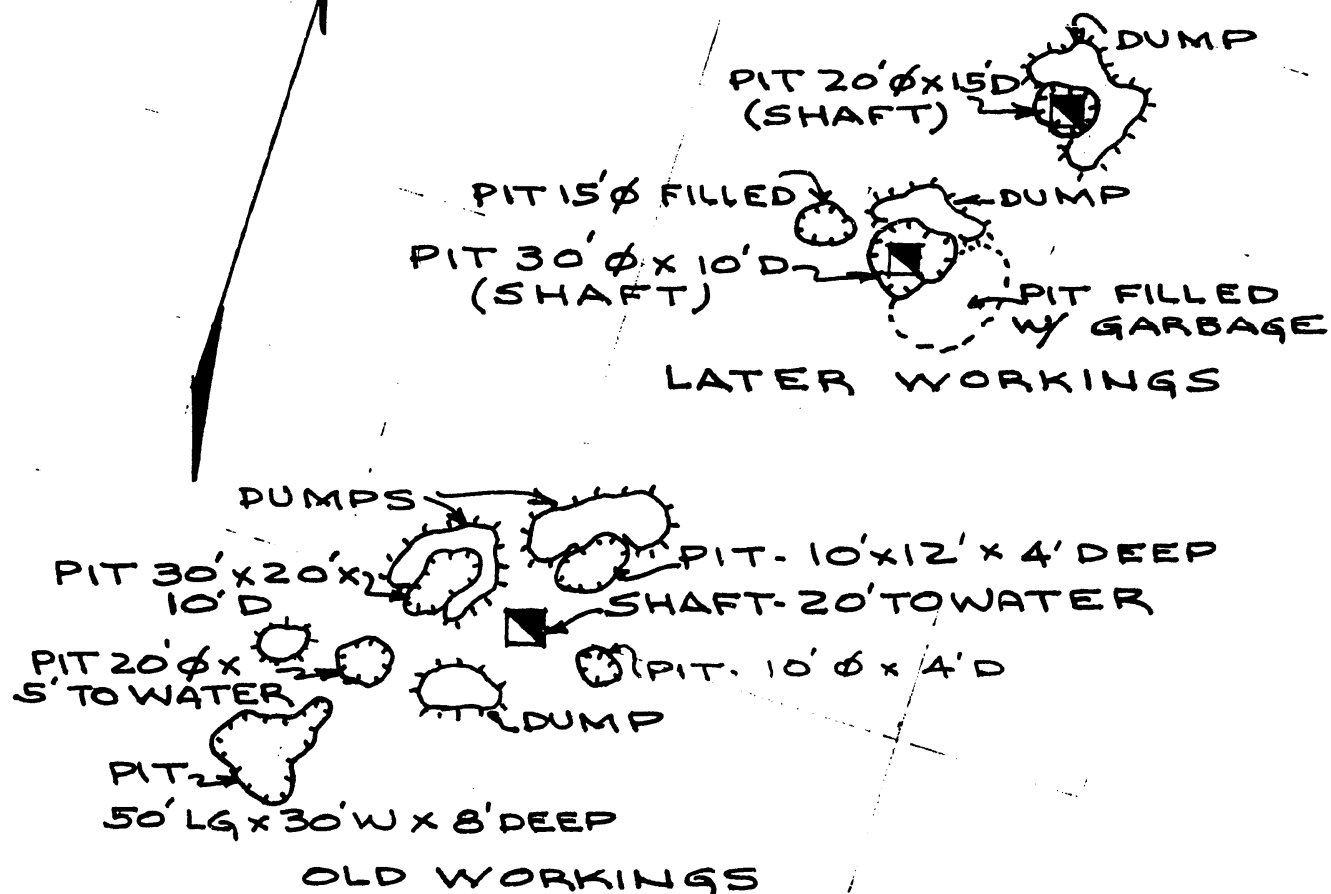 DUMP
PIT 20'Ø x 15'D
(SHAFT)
PIT 15'Ø FILLED
DUMP
PIT 30'Ø x 10'D
(SHAFT)
PIT FILLED
W/ GARBAGE
LATER WORKINGS
DUMPS
PIT 30'x20'x
10'D
PIT- 10'x12'x 4' DEEP
SHAFT- 20' TO WATER
PIT 20'Ø x
5' TO WATER
PIT- 10'Ø x 4'D
DUMP
PIT
50'LG x 30'W x 8'DEEP
OLD WORKINGS